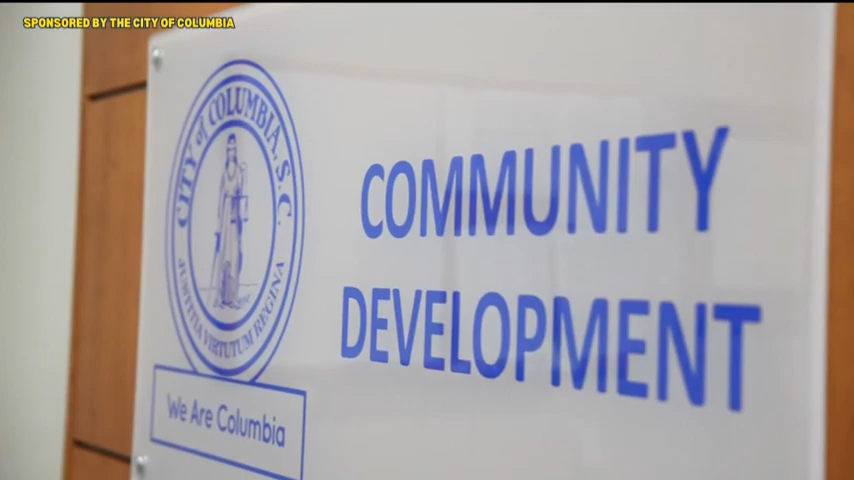 SPONSORED BY THE CITY OF COLUMBIA
CITY of COLUMBIA, S.C.
JUSTITIA VIRTUTUM REGINA
We Are Columbia
COMMUNITY
DEVELOPMENT